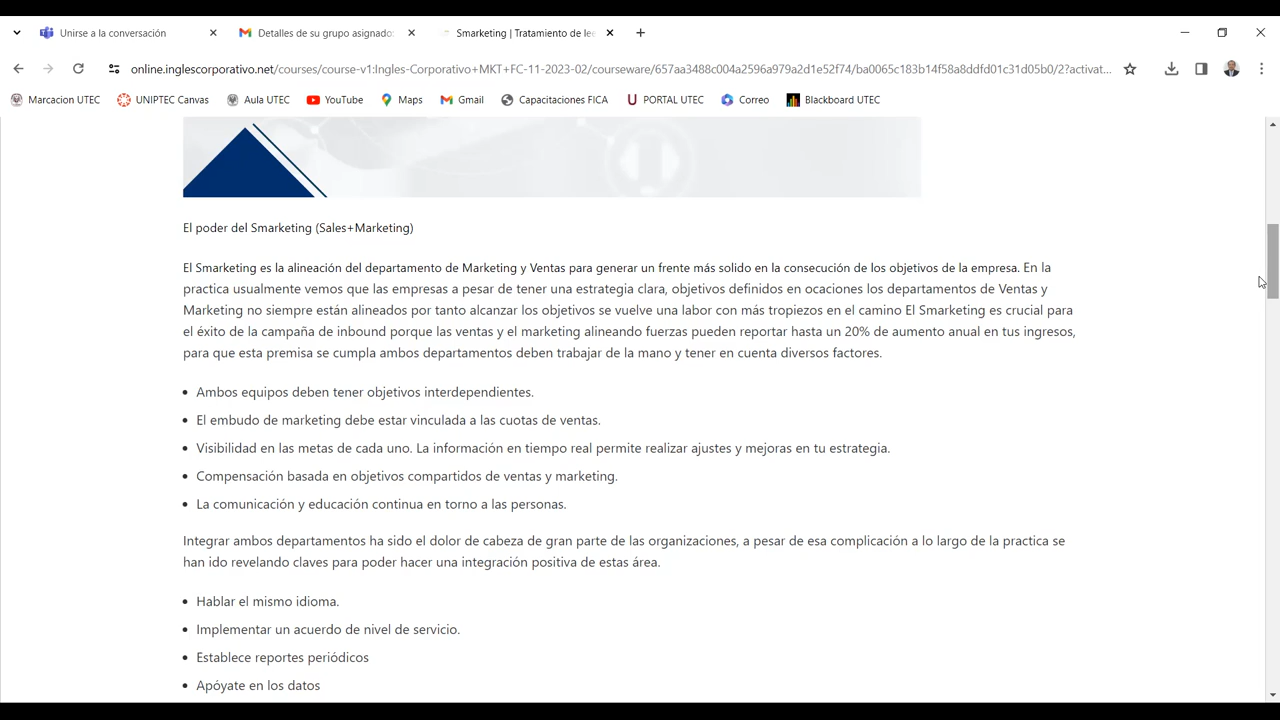 Unirse a la conversación
Detalles de su grupo asignado:
Smarketing | Tratamiento de lee
online.inglescorporativo.net/courses/course-v1:Ingles-Corporativo+MKT+FC-11-2023-02/courseware/657aa3488c004a2596a979a2d1e52f74/ba0065c183b14f58a8ddfd01c31d05b0/2?activat...
Marcacion UTEC
UNIPTEC Canvas
Aula UTEC
YouTube
Maps
Gmail
Capacitaciones FICA
PORTAL UTEC
Correo
Blackboard UTEC
El poder del Smarketing (Sales+Marketing)
El Smarketing es la alineación del departamento de Marketing y Ventas para generar un frente más solido en la consecución de los objetivos de la empresa. En la
practica usualmente vemos que las empresas a pesar de tener una estrategia clara, objetivos definidos en ocaciones los departamentos de Ventas y
Marketing no siempre están alineados por tanto alcanzar los objetivos se vuelve una labor con más tropiezos en el camino El Smarketing es crucial para
el éxito de la campaña de inbound porque las ventas y el marketing alineando fuerzas pueden reportar hasta un 20% de aumento anual en tus ingresos,
para que esta premisa se cumpla ambos departamentos deben trabajar de la mano y tener en cuenta diversos factores.
• Ambos equipos deben tener objetivos interdependientes.
• El embudo de marketing debe estar vinculada a las cuotas de ventas.
• Visibilidad en las metas de cada uno. La información en tiempo real permite realizar ajustes y mejoras en tu estrategia.
• Compensación basada en objetivos compartidos de ventas y marketing.
• La comunicación y educación continua en torno a las personas.
Integrar ambos departamentos ha sido el dolor de cabeza de gran parte de las organizaciones, a pesar de esa complicación a lo largo de la practica se
han ido revelando claves para poder hacer una integración positiva de estas área.
• Hablar el mismo idioma.
• Implementar un acuerdo de nivel de servicio.
• Establece reportes periódicos
• Apóyate en los datos